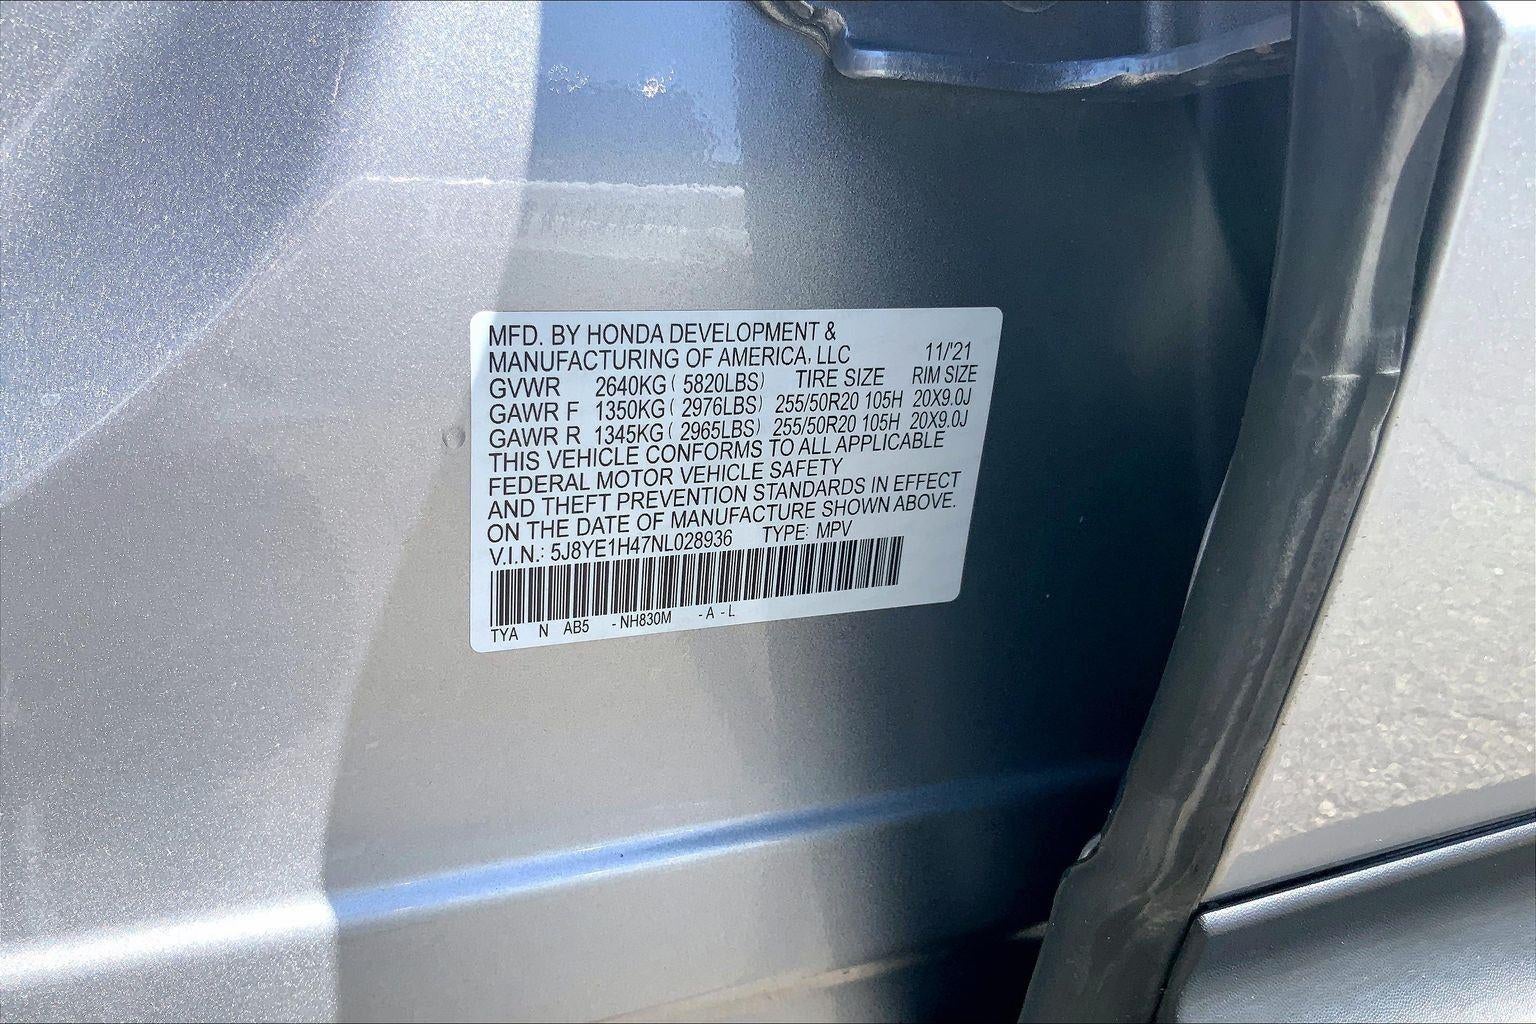 MFD. BY HONDA DEVELOPMENT &
MANUFACTURING OF AMERICA, LLC 11/'21
GVWR 2640KG ( 5820LBS) TIRE SIZE RIM SIZE
GAWR F 1350KG ( 2976LBS) 255/50R20 105H 20X9.0J
GAWR R 1345KG ( 2965LBS) 255/50R20 105H 20X9.0J
THIS VEHICLE CONFORMS TO ALL APPLICABLE
FEDERAL MOTOR VEHICLE SAFETY
AND THEFT PREVENTION STANDARDS IN EFFECT
ON THE DATE OF MANUFACTURE SHOWN ABOVE.
V.I.N.: 5J8YE1H47NL028936 TYPE: MPV
TYA N AB5 - NH830M - A - L